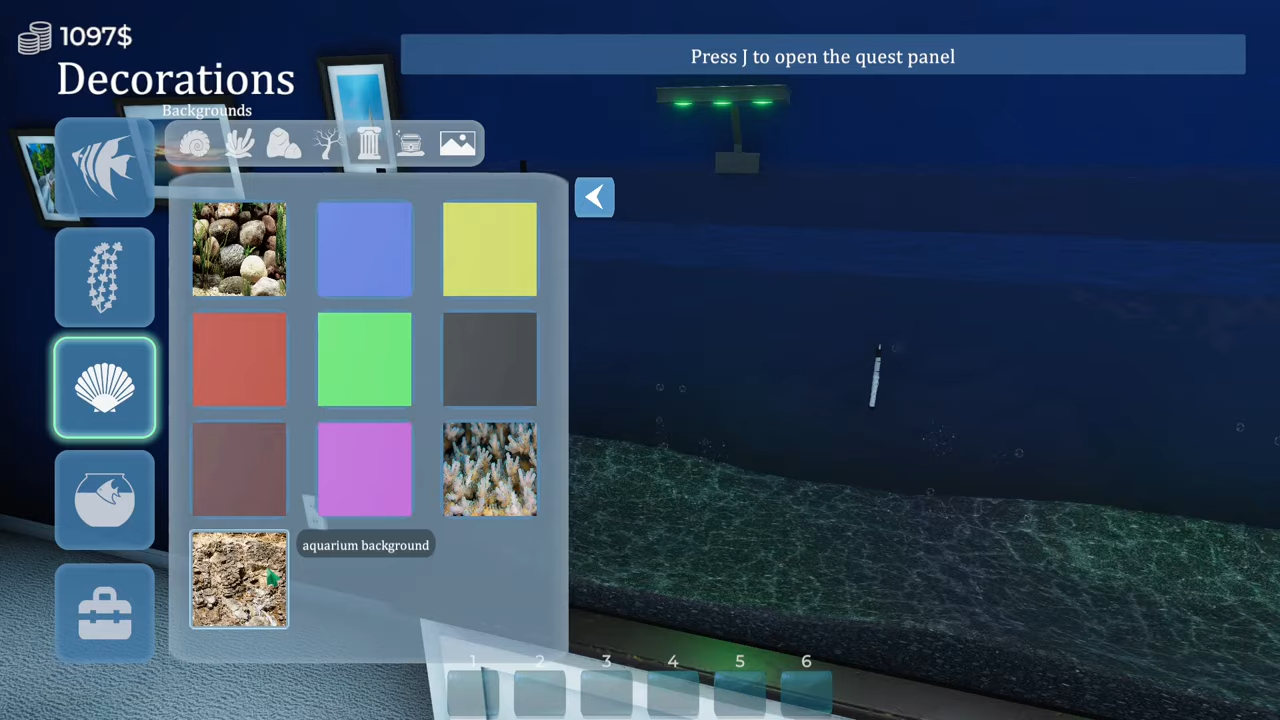 1097$
Press J to open the quest panel
Decorations
Backgrounds
aquarium background
1 2 3 4 5 6